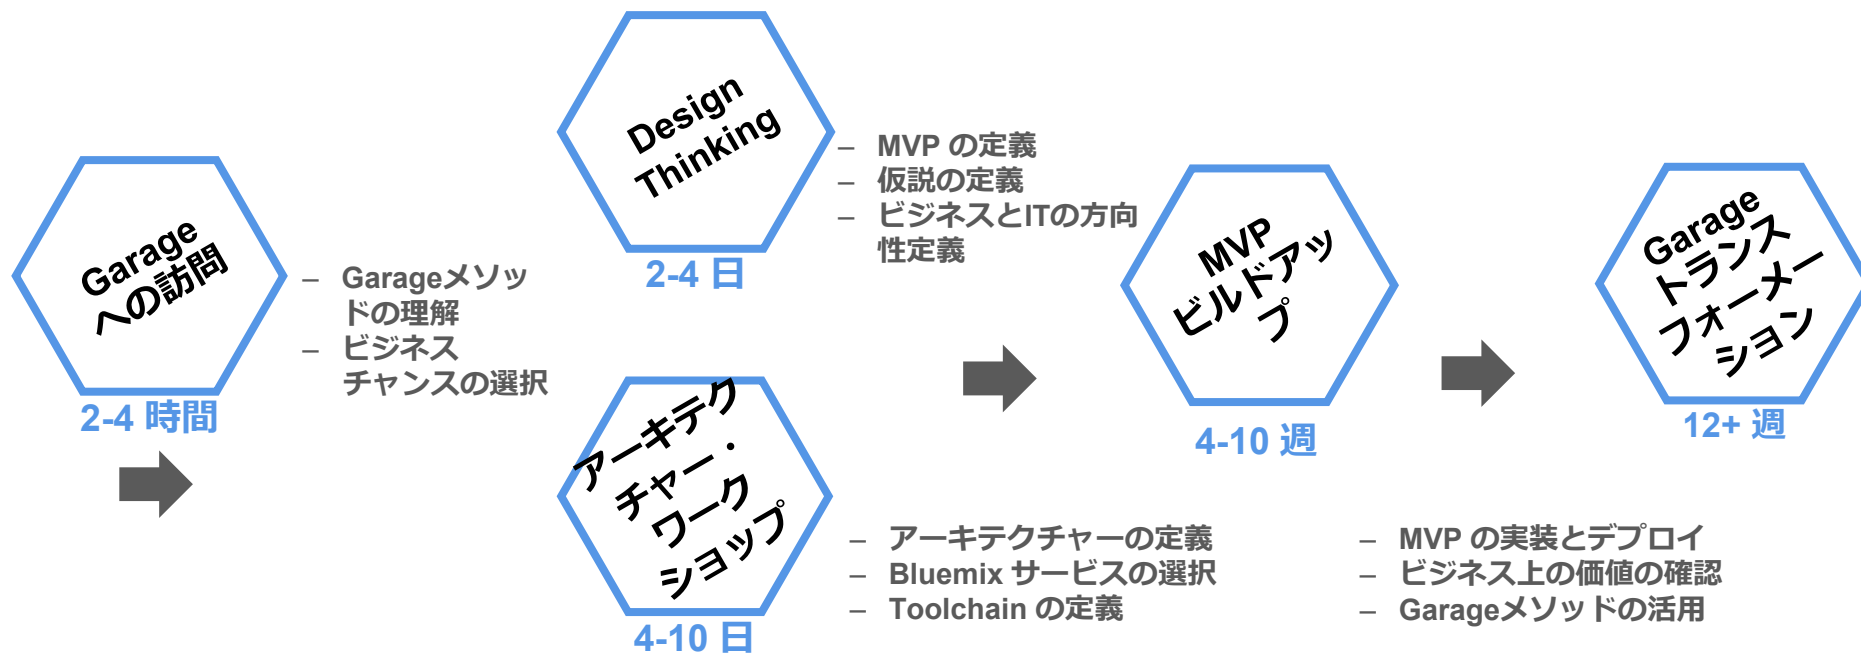 Garage
への訪問
2-4 時間
– Garageメソッ
ドの理解
– ビジネス
チャンスの選択
Design
Thinking
2-4 日
– MVP の定義
– 仮説の定義
– ビジネスとITの方向
性定義
アーキテク
チャー・
ワーク
ショップ
4-10 日
– アーキテクチャーの定義
– Bluemix サービスの選択
– Toolchain の定義
MVP
ビルドアッ
プ
4-10 週
– MVP の実装とデプロイ
– ビジネス上の価値の確認
– Garageメソッドの活用
Garage
トランス
フォーメー
ション
12+ 週